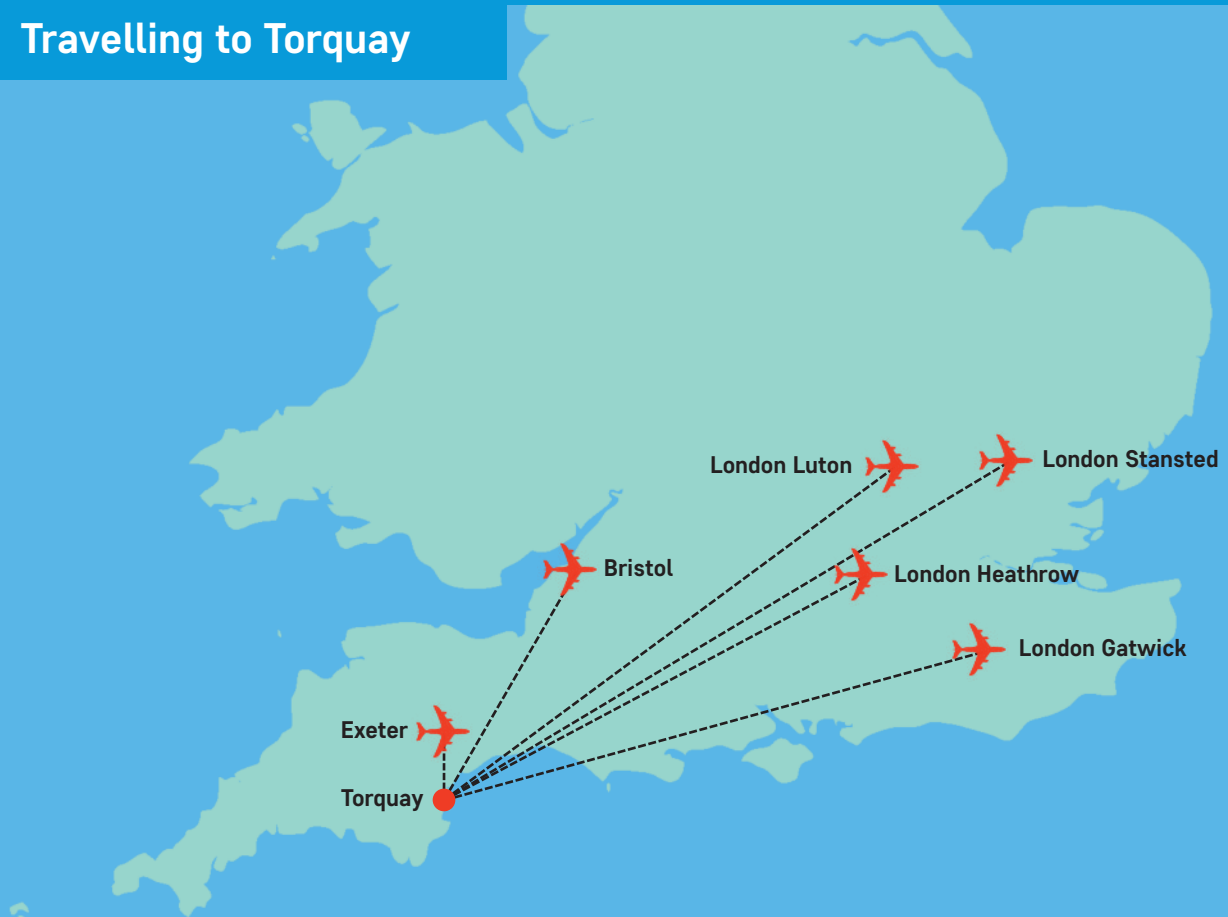 Travelling to Torquay
London Luton
London Stansted
Bristol
London Heathrow
London Gatwick
Exeter
Torquay